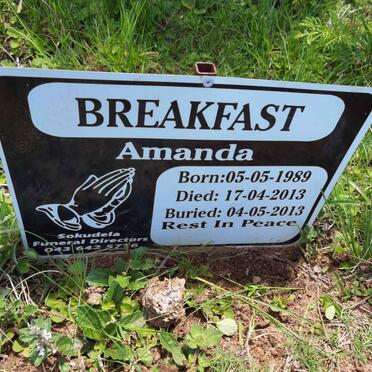 BREAKFAST
Amanda
Born:05-05-1989
Died: 17-04-2013
Buried: 04-05-2013
Rest In Peace
Sokudela
Funeral Directors